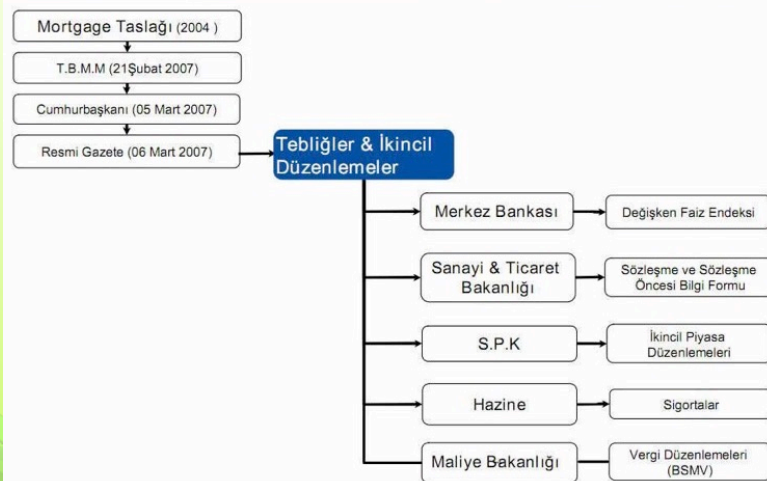 Mortgage Taslağı (2004 )
T.B.M.M (21Şubat 2007)
Cumhurbaşkanı (05 Mart 2007)
Resmi Gazete (06 Mart 2007)
Tebliğler & İkincil
Düzenlemeler
Merkez Bankası
Değişken Faiz Endeksi
Sanayi & Ticaret
Bakanlığı
Sözleşme ve Sözleşme
Öncesi Bilgi Formu
S.P.K
İkincil Piyasa
Düzenlemeleri
Hazine
Sigortalar
Maliye Bakanlığı
Vergi Düzenlemeleri
(BSMV)